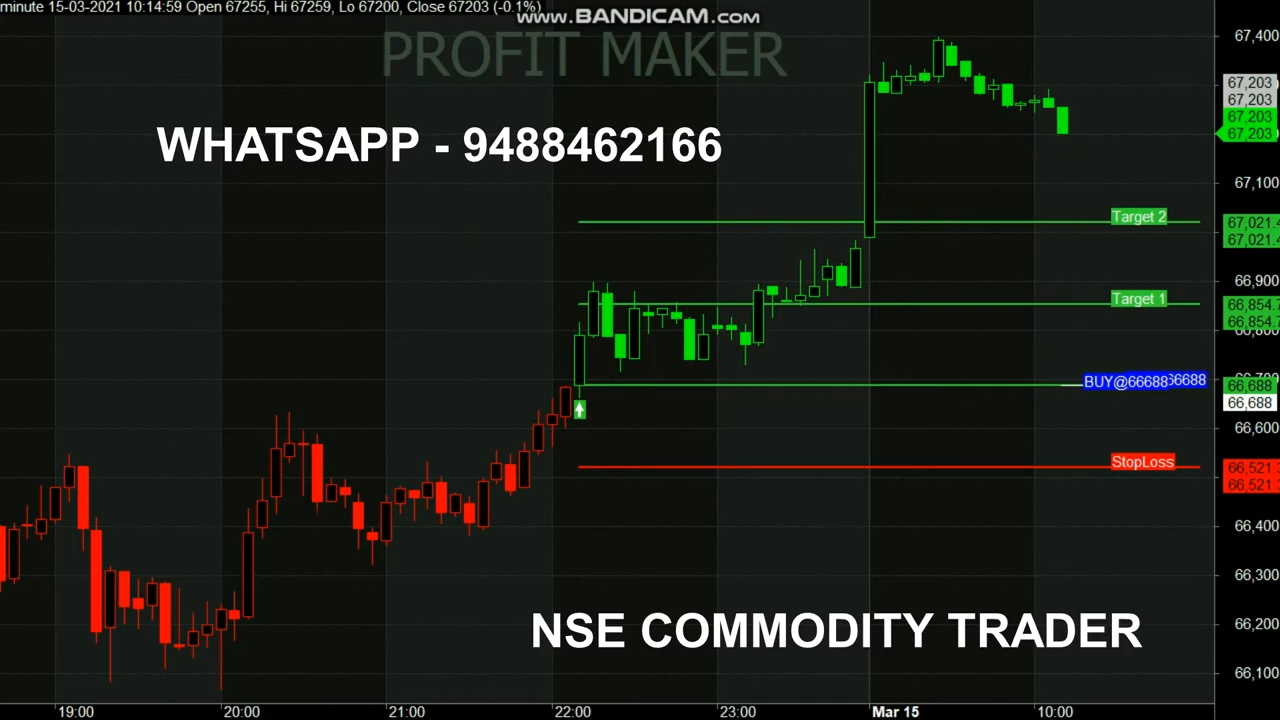 minute 15-03-2021 10:14:59 Open 67255, Hi 67259, Lo 67200, Close 67203 (-0.1%)
www.BANDICAM.com
PROFIT MAKER
WHATSAPP - 9488462166
67,400
67,203
67,203
67,203
67,203
67,100
Target 2
67,021.4
67,021.4
66,900
Target 1
66,854.7
66,854.7
66,800
BUY@66688
66688
66,688
66,688
66,600
StopLoss
66,521.3
66,521.3
66,400
66,300
66,200
66,100
NSE COMMODITY TRADER
19:00 20:00 21:00 22:00 23:00 Mar 15 10:00